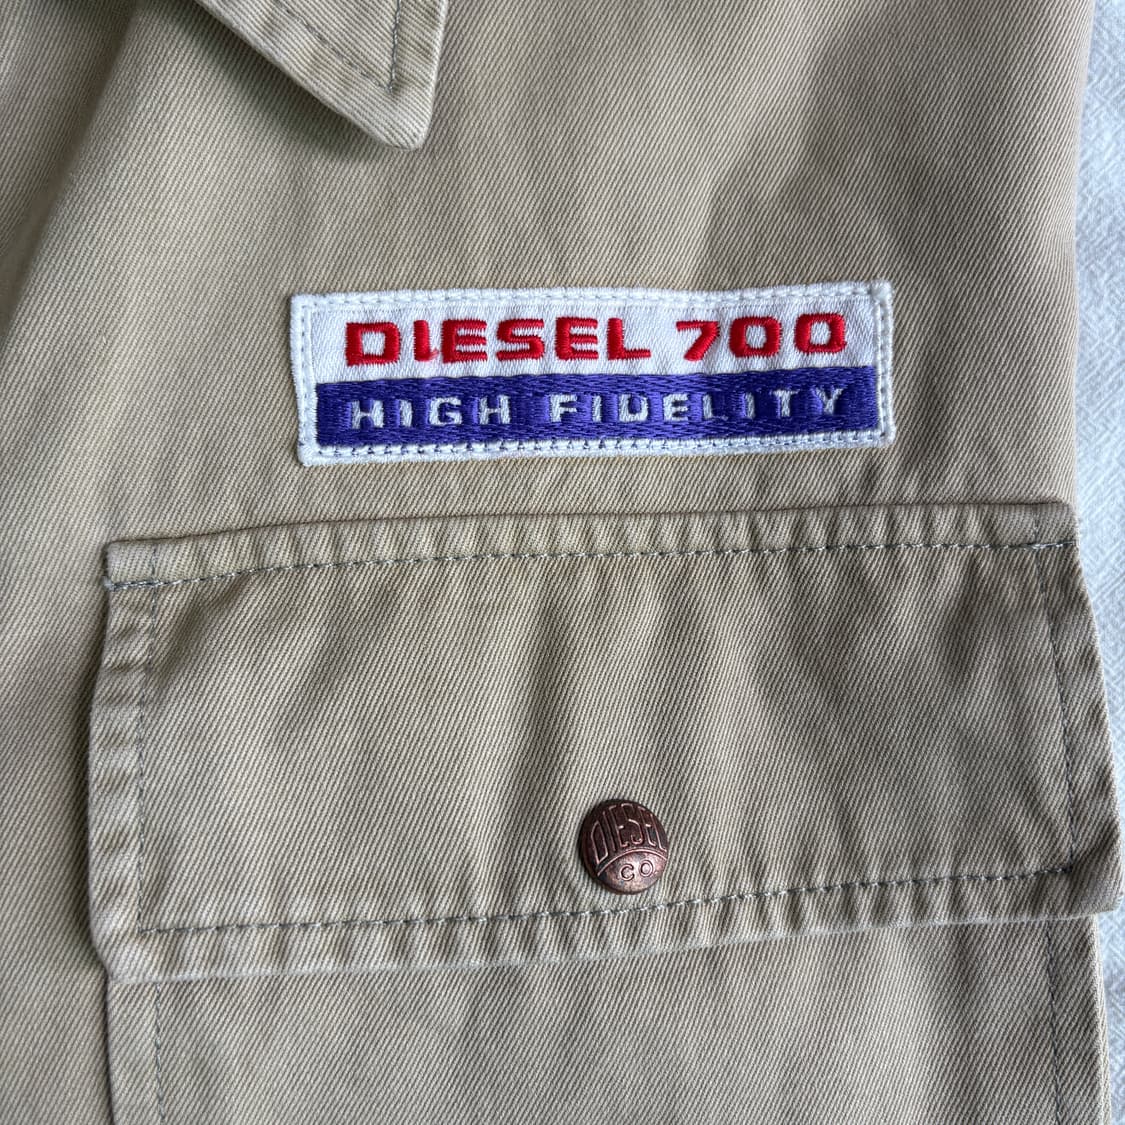 DIESEL 700
HIGH FIDELITY
DIESEL
CO.